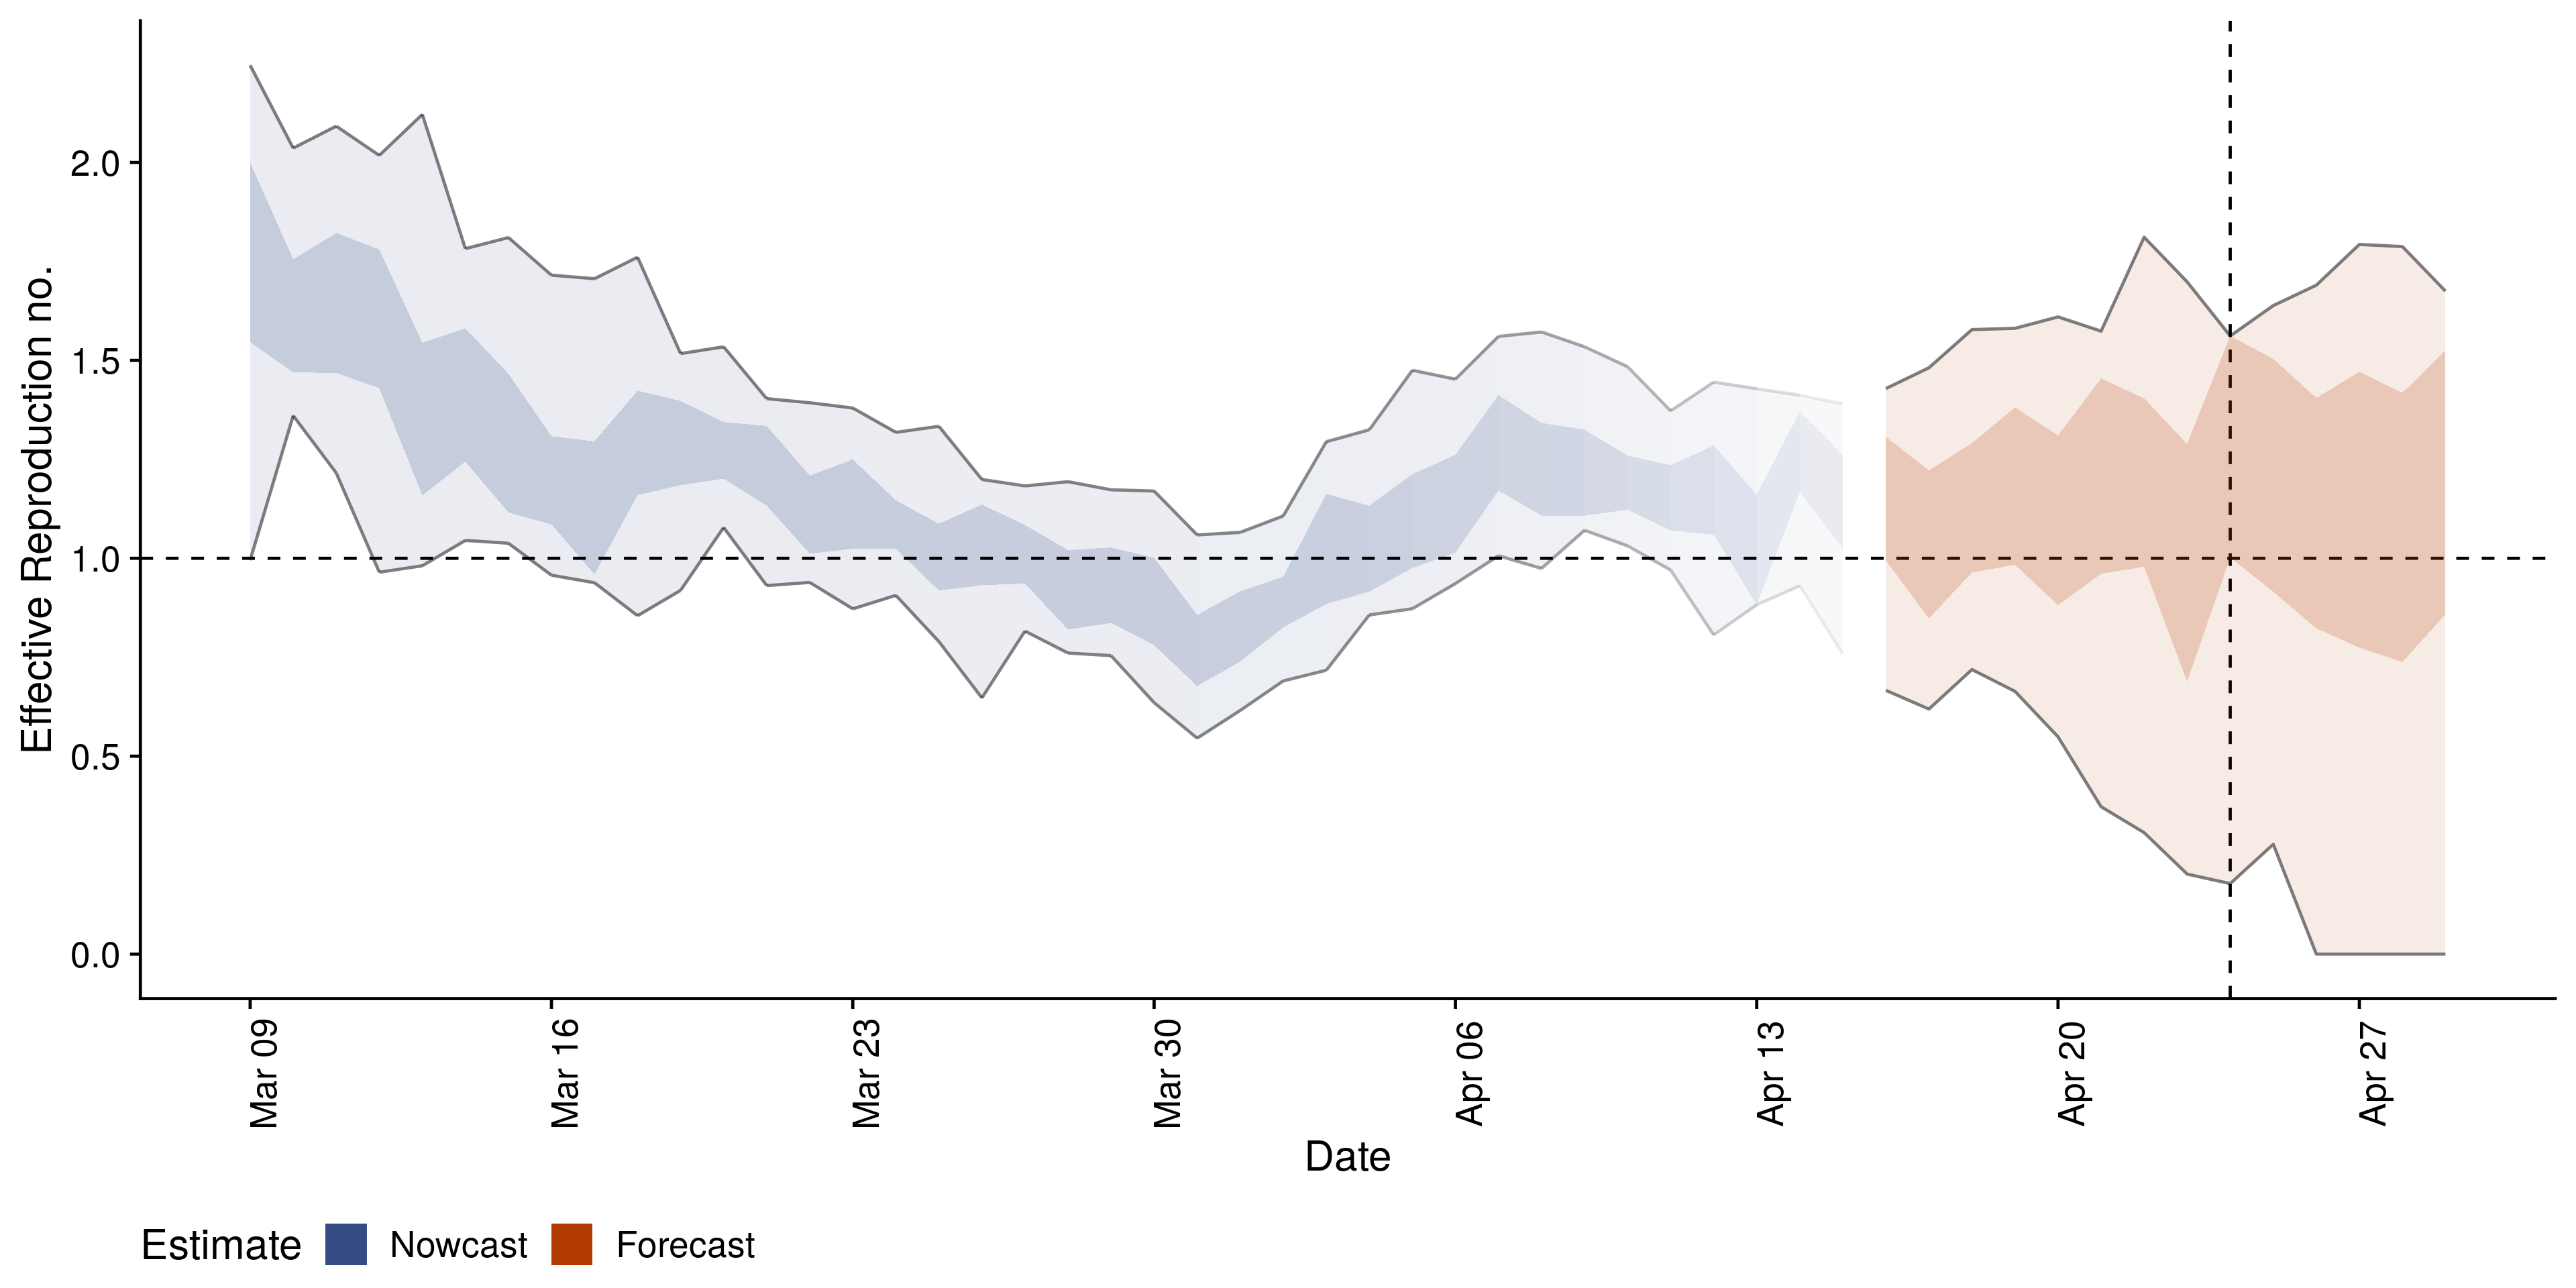 Effective Reproduction no.
2.0
1.5
1.0
0.5
0.0
Mar 09
Mar 16
Mar 23
Mar 30
Apr 06
Apr 13
Apr 20
Apr 27
Date
Estimate Nowcast Forecast